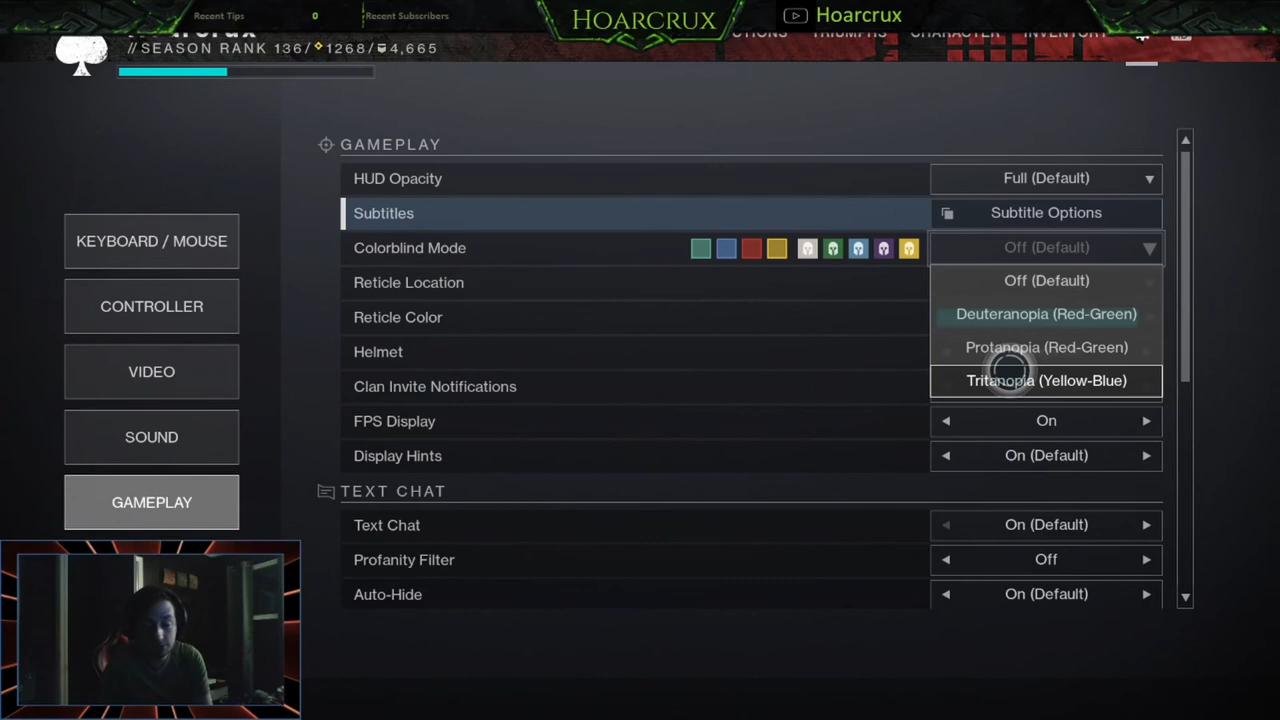 Recent Tips
0
Recent Subscribers
HOARCRUX
Hoarcrux
// SEASON RANK 136/1268/4,665
TRIUMPHS
CHARACTER
INVENTORY
GAMEPLAY
HUD Opacity
Full (Default)
Subtitles
Subtitle Options
Colorblind Mode
Off (Default)
Off (Default)
Deuteranopia (Red-Green)
Protanopia (Red-Green)
Tritanopia (Yellow-Blue)
Reticle Location
Reticle Color
Helmet
Clan Invite Notifications
FPS Display
On
Display Hints
On (Default)
TEXT CHAT
Text Chat
On (Default)
Profanity Filter
Off
Auto-Hide
On (Default)
KEYBOARD / MOUSE
CONTROLLER
VIDEO
SOUND
GAMEPLAY